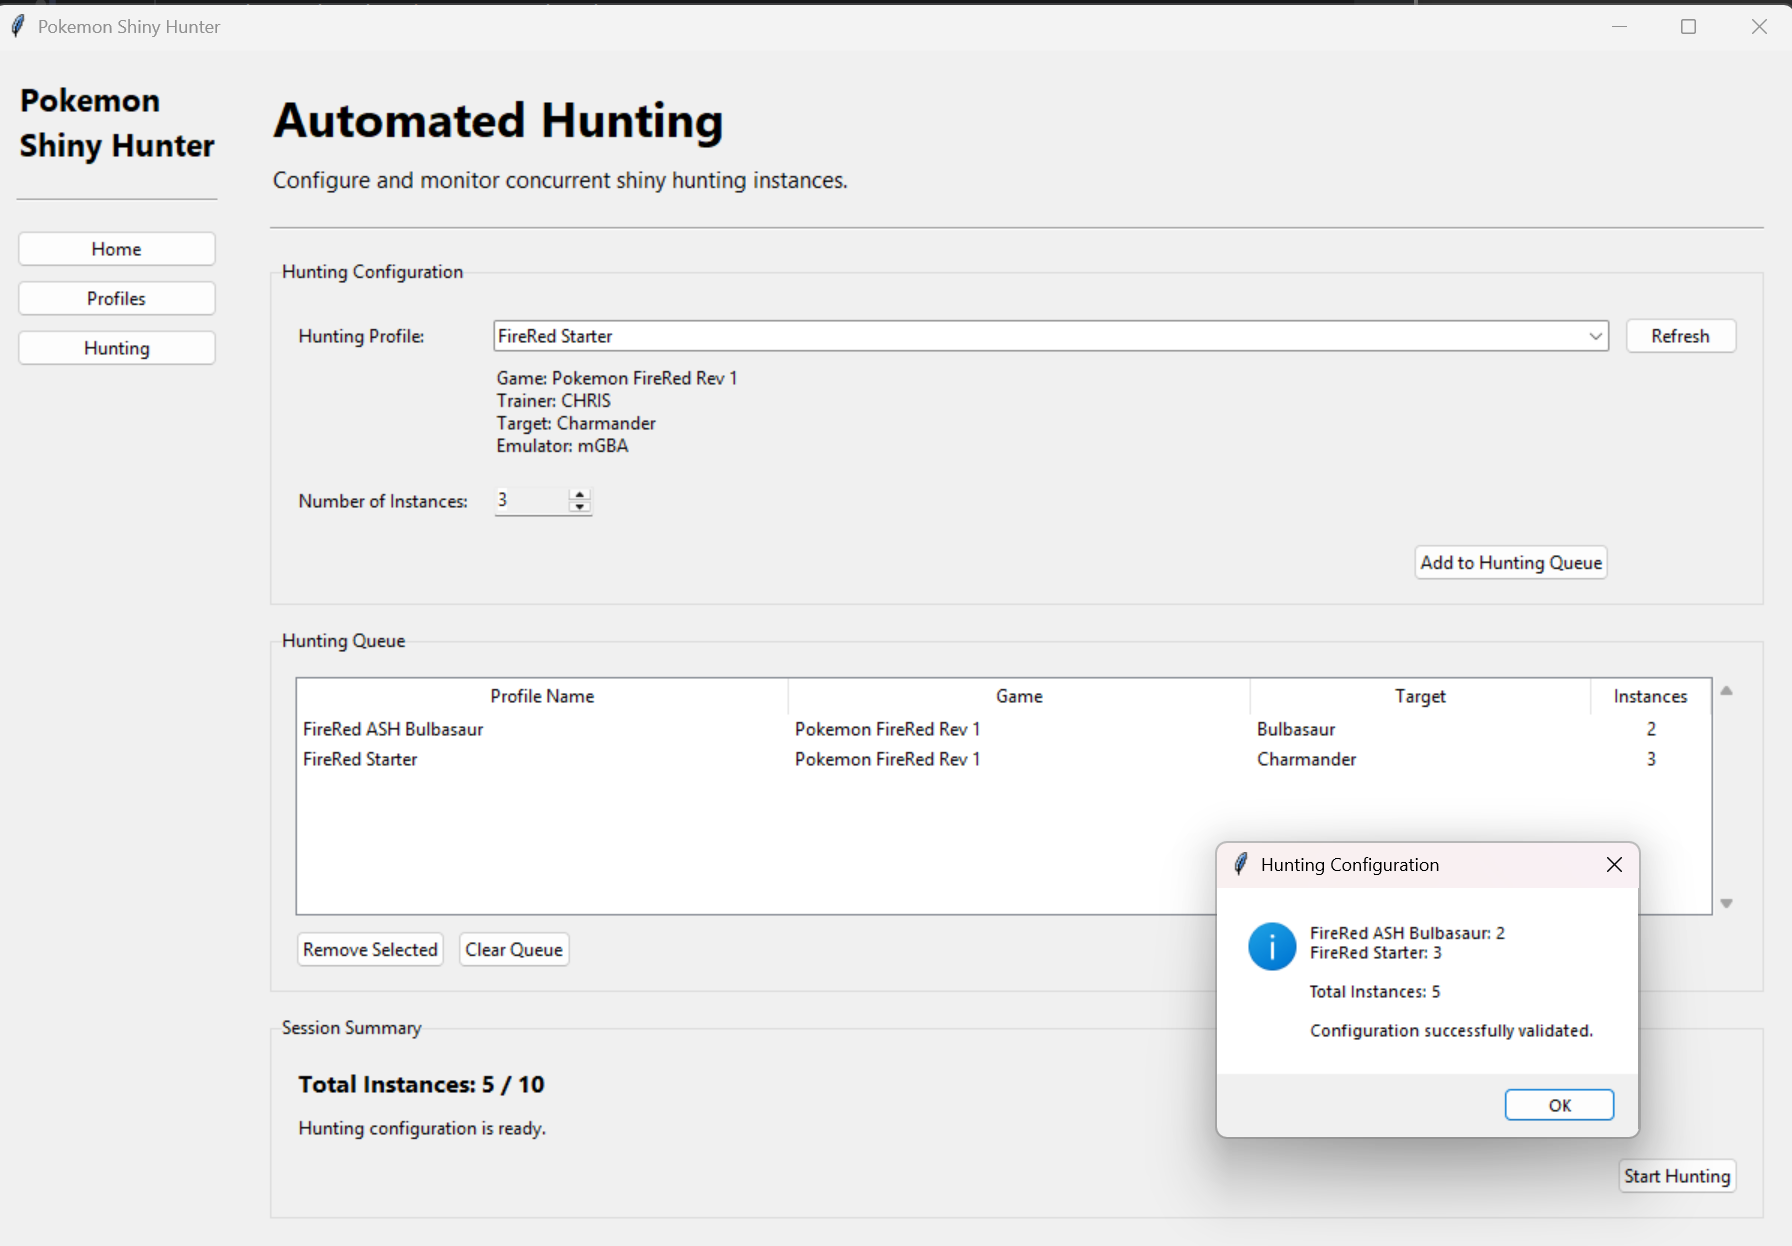 Pokemon Shiny Hunter
Pokemon
Shiny Hunter
Home
Profiles
Hunting
Automated Hunting
Configure and monitor concurrent shiny hunting instances.
Hunting Configuration
Hunting Profile:
FireRed Starter
Refresh
Game: Pokemon FireRed Rev 1
Trainer: CHRIS
Target: Charmander
Emulator: mGBA
Number of Instances:
3
Add to Hunting Queue
Hunting Queue
Profile Name Game Target Instances
FireRed ASH Bulbasaur Pokemon FireRed Rev 1 Bulbasaur 2
FireRed Starter Pokemon FireRed Rev 1 Charmander 3
Remove Selected
Clear Queue
Session Summary
Total Instances: 5 / 10
Hunting configuration is ready.
Start Hunting
Hunting Configuration
FireRed ASH Bulbasaur: 2
FireRed Starter: 3
Total Instances: 5
Configuration successfully validated.
OK